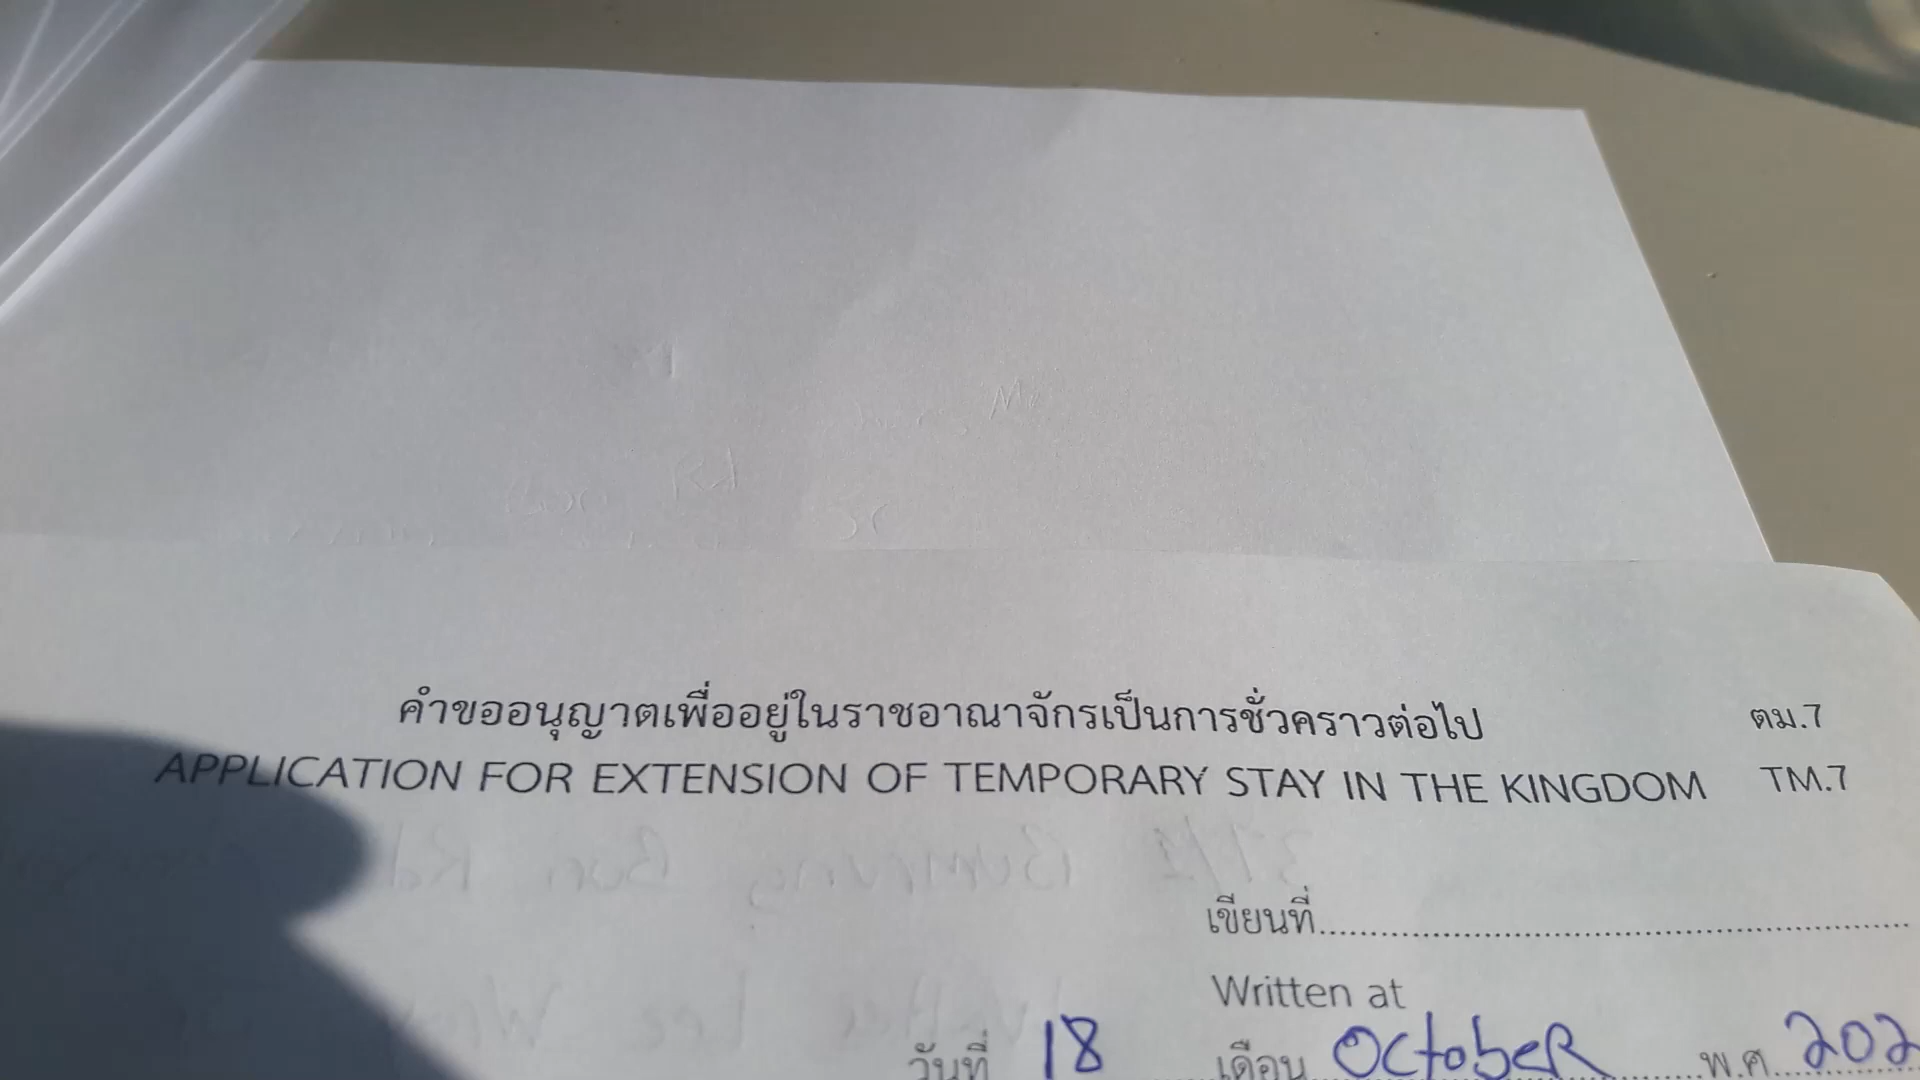 คำขออนุญาตเพื่ออยู่ในราชอาณาจักรเป็นการชั่วคราวต่อไป ตม.7
APPLICATION FOR EXTENSION OF TEMPORARY STAY IN THE KINGDOM TM.7
เขียนที่
Written at
วันที่ 18 เดือน October พ.ศ. 202